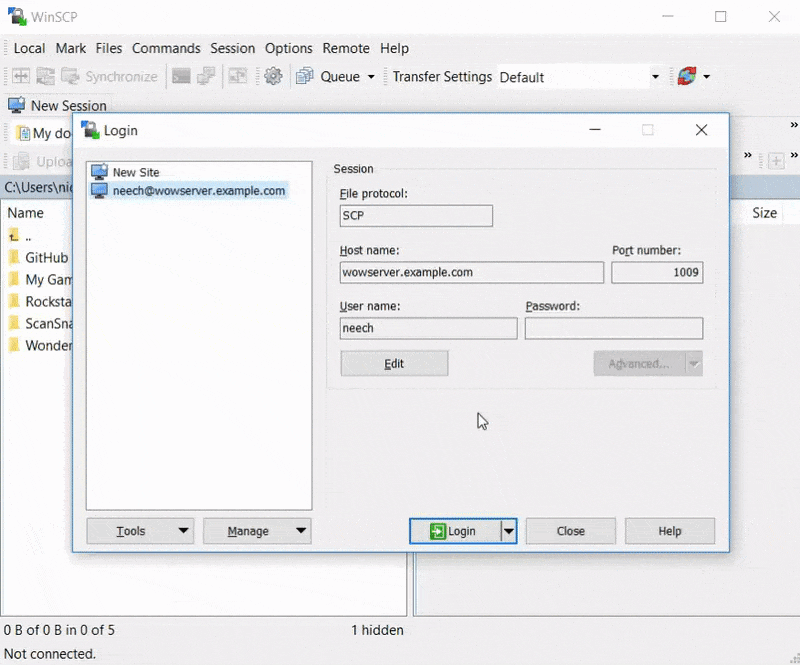 WinSCP
Local Mark Files Commands Session Options Remote Help
Synchronize Queue Transfer Settings Default
New Session
My do
Uploa
C:\Users\nic
Name
Size
..
GitHub
My Gam
Rocksta
ScanSna
Wonder
Login
New Site
neech@wowserver.example.com
Session
File protocol:
SCP
Host name: Port number:
wowserver.example.com 1009
User name: Password:
neech
Edit Advanced...
Tools Manage Login Close Help
0 B of 0 B in 0 of 5 1 hidden
Not connected.